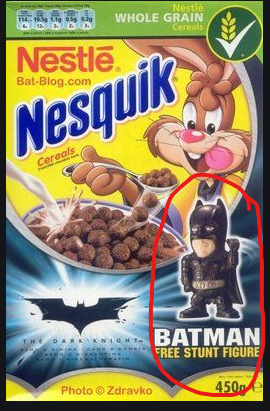 Nestlé
WHOLE GRAIN
Cereals
Nestlé
Bat-Blog.com
Nesquik
Cereals
THE DARK KNIGHT
BATMAN
FREE STUNT FIGURE
450g e
Photo © Zdravko